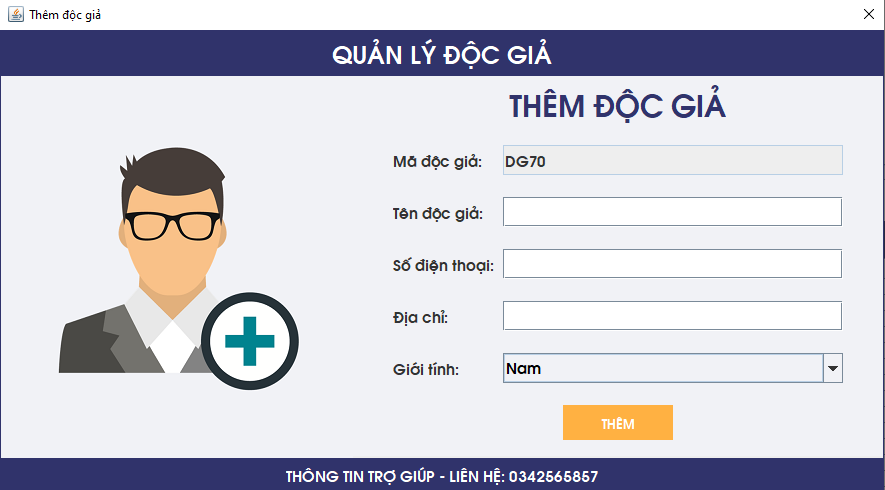 Thêm độc giả
QUẢN LÝ ĐỘC GIẢ
THÊM ĐỘC GIẢ
Mã độc giả: DG70
Tên độc giả:
Số điện thoại:
Địa chỉ:
Giới tính: Nam
THÊM
THÔNG TIN TRỢ GIÚP - LIÊN HỆ: 0342565857